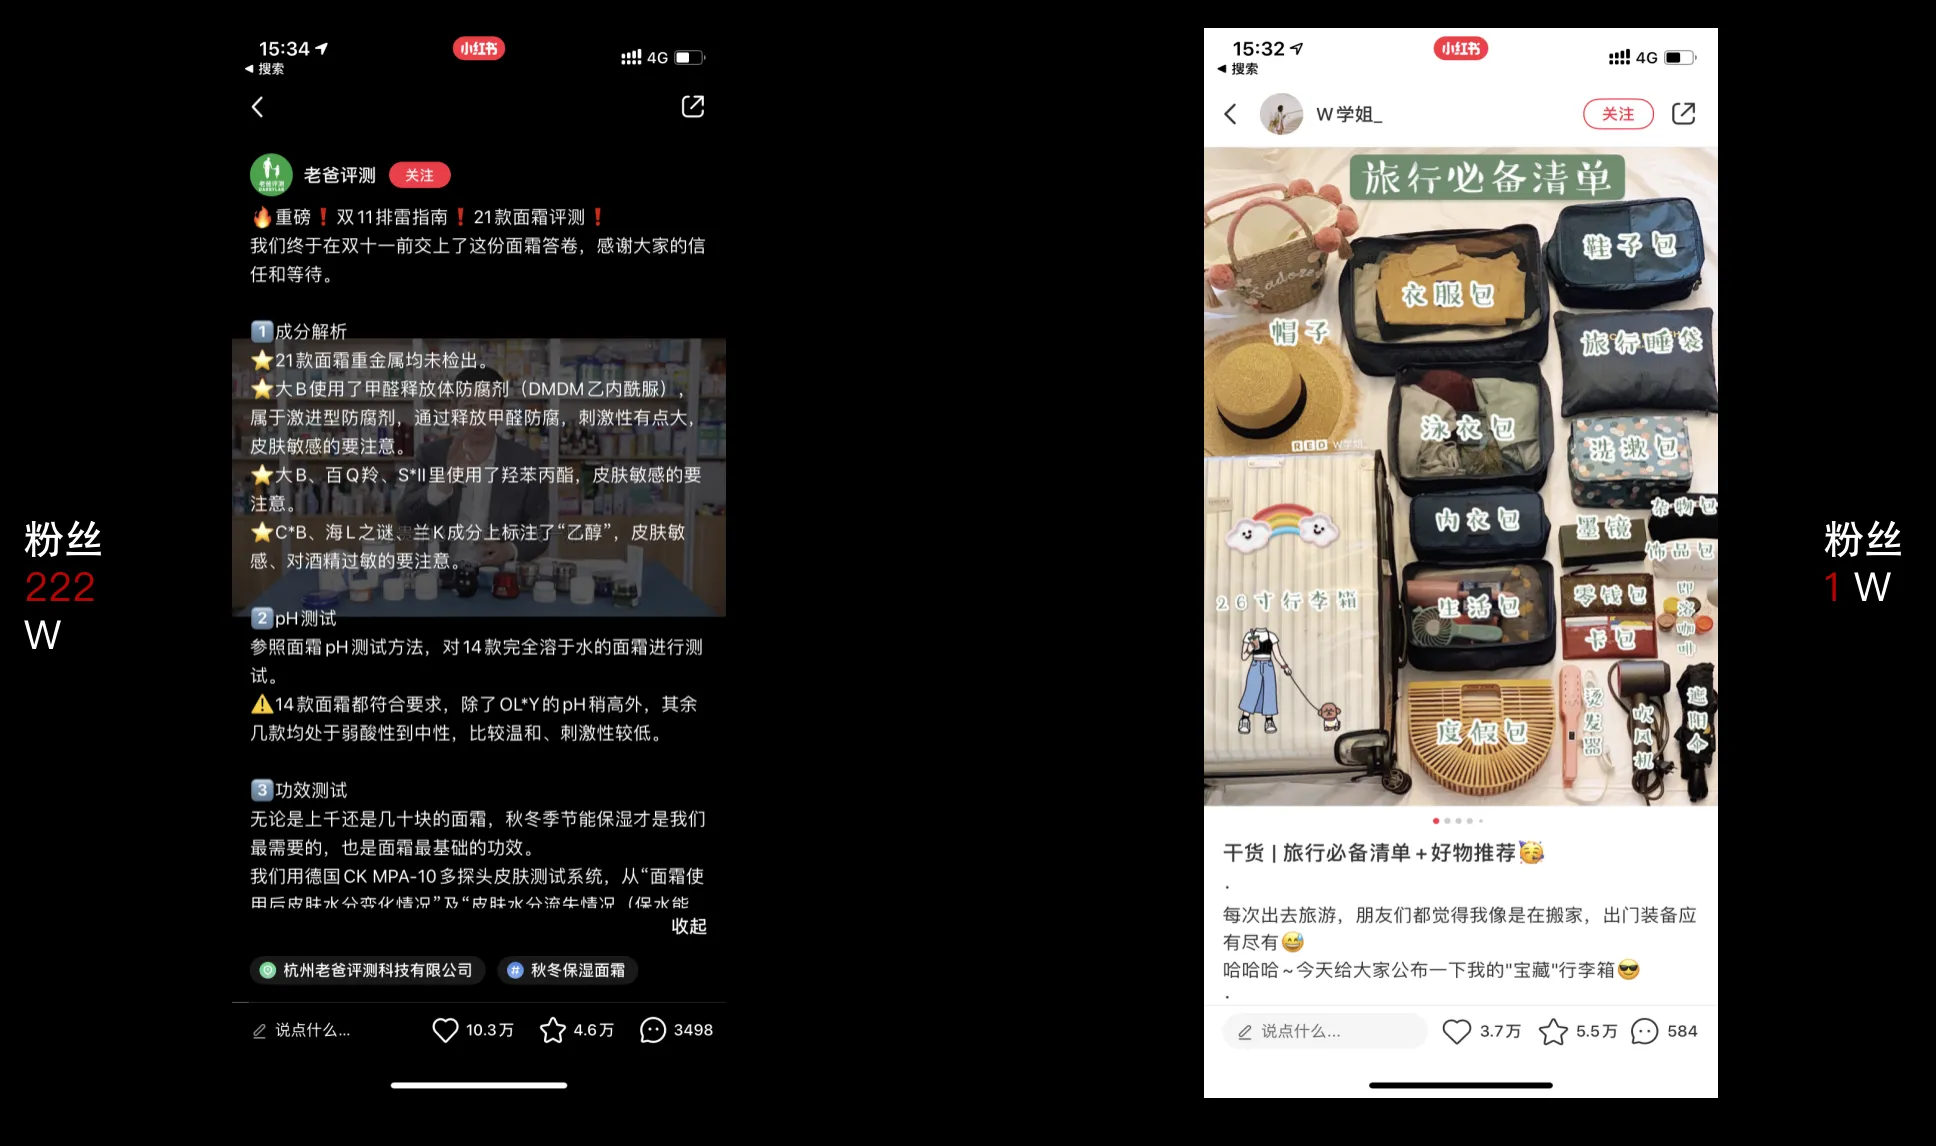 粉丝
222
W
15:34
小红书
4G
搜索
老爸评测
关注
🔥重磅❗双11排雷指南❗21款面霜评测❗
我们终于在双十一前交上了这份面霜答卷，感谢大家的信
任和等待。
1️⃣成分解析
⭐21款面霜重金属均未检出。
⭐大B使用了甲醛释放体防腐剂（DMDM乙内酰脲），
属于激进型防腐剂，通过释放甲醛防腐，刺激性有点大，
皮肤敏感的要注意。
⭐大B、百Q羚、S*II里使用了羟苯丙酯，皮肤敏感的要
注意。
⭐C*B、海L之谜、兰K成分上标注了“乙醇”，皮肤敏
感、对酒精过敏的要注意。
2️⃣pH测试
参照面霜pH测试方法，对14款完全溶于水的面霜进行测
试。
⚠️14款面霜都符合要求，除了OL*Y的pH稍高外，其余
几款均处于弱酸性到中性，比较温和、刺激性较低。
3️⃣功效测试
无论是上千还是几十块的面霜，秋冬季节能保湿才是我们
最需要的，也是面霜最基础的功效。
我们用德国CK MPA-10多探头皮肤测试系统，从“面霜使
用后皮肤水分变化情况”及“皮肤水分流失情况（保水能
收起
杭州老爸评测科技有限公司
# 秋冬保湿面霜
说点什么...
10.3万
4.6万
3498
15:32
小红书
4G
搜索
W学姐_
关注
旅行必备清单
鞋子包
衣服包
帽子
旅行睡袋
泳衣包
RED W学姐_
洗漱包
内衣包
墨镜
杂物包
饰品包
26寸行李箱
生活包
零钱包
即溶咖啡
卡包
度假包
烫发器
吹风机
遮阳伞
干货 | 旅行必备清单+好物推荐🥳
.
每次出去旅游，朋友们都觉得我像是在搬家，出门装备应
有尽有😅
哈哈哈~今天给大家公布一下我的"宝藏"行李箱😎
.
说点什么...
3.7万
5.5万
584
粉丝
1 W